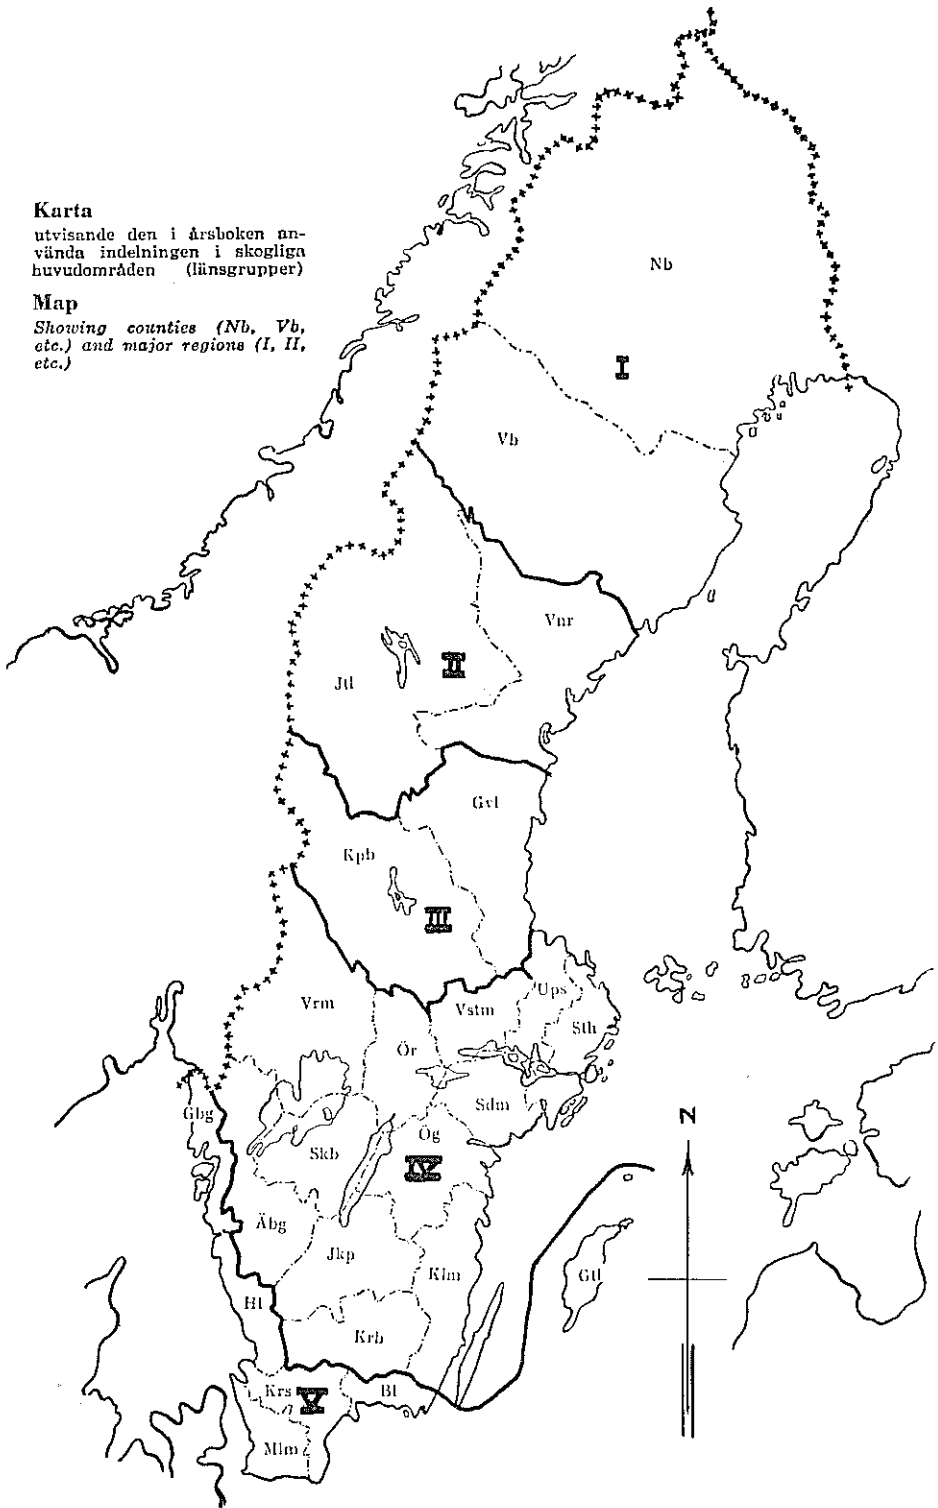 Karta
utvisande den i årsboken an-
vända indelningen i skogliga
huvudområden (länsgrupper)
Map
Showing counties (Nb, Vb,
etc.) and major regions (I, II,
etc.)
Nb
I
Vb
Vnr
II
Jtl
Gvl
Kpb
III
Ups
Vrm
Vstm
Sth
Ör
Sdm
Gbg
Ög
N
Skb
IV
Äbg
Jkp
Klm
Gtl
Hl
Krb
Krs
V
Bl
Mlm